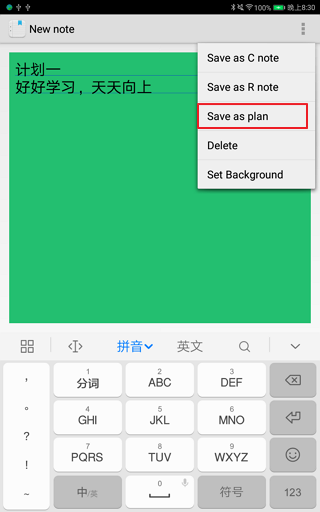 100% 晚上8:30
New note
Save as C note
Save as R note
Save as plan
Delete
Set Background
计划一
好好学习，天天向上
拼音 英文
， 1 分词 2 ABC 3 DEF
。 4 GHI 5 JKL 6 MNO
？ 7 PQRS 8 TUV 9 WXYZ
！
~ 中/英 0 符号 123